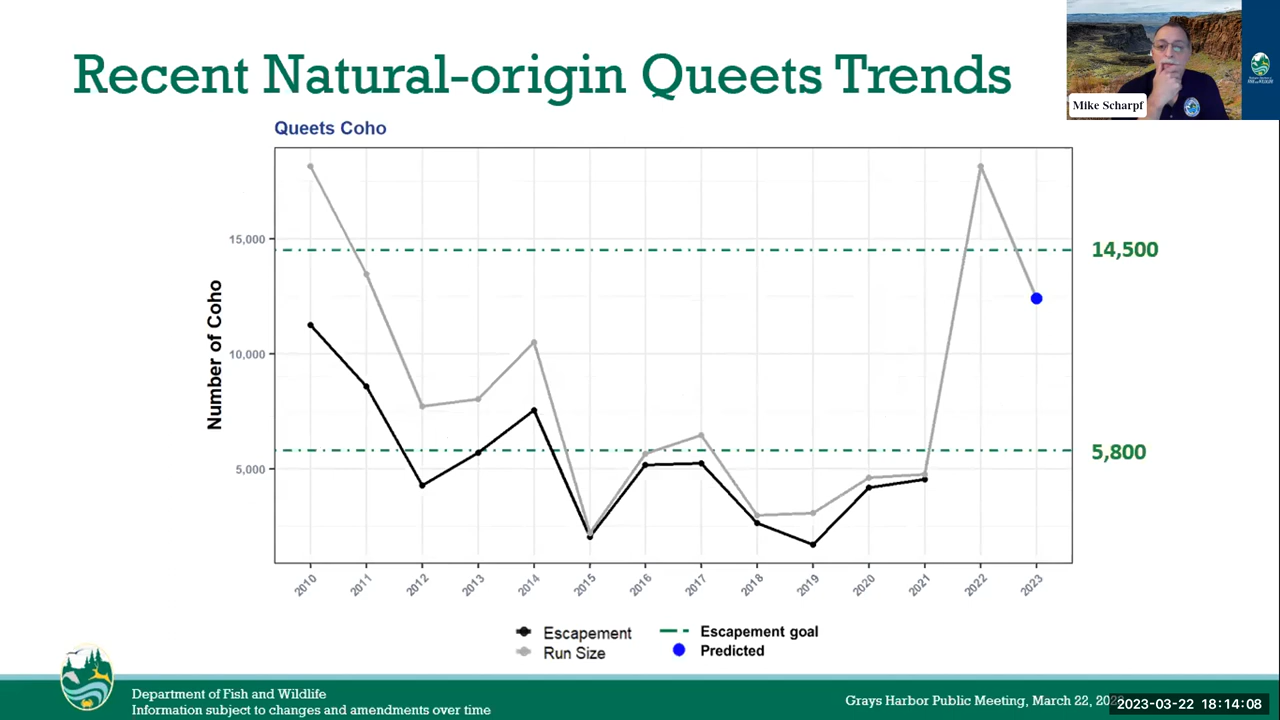 Recent Natural-origin Queets Trends
Mike Scharpf
Queets Coho
Number of Coho
15,000
10,000
5,000
14,500
5,800
2010
2011
2012
2013
2014
2015
2016
2017
2018
2019
2020
2021
2022
2023
Escapement
Run Size
Escapement goal
Predicted
Department of Fish and Wildlife
Information subject to changes and amendments over time
Grays Harbor Public Meeting, March 22,
2023-03-22 18:14:08